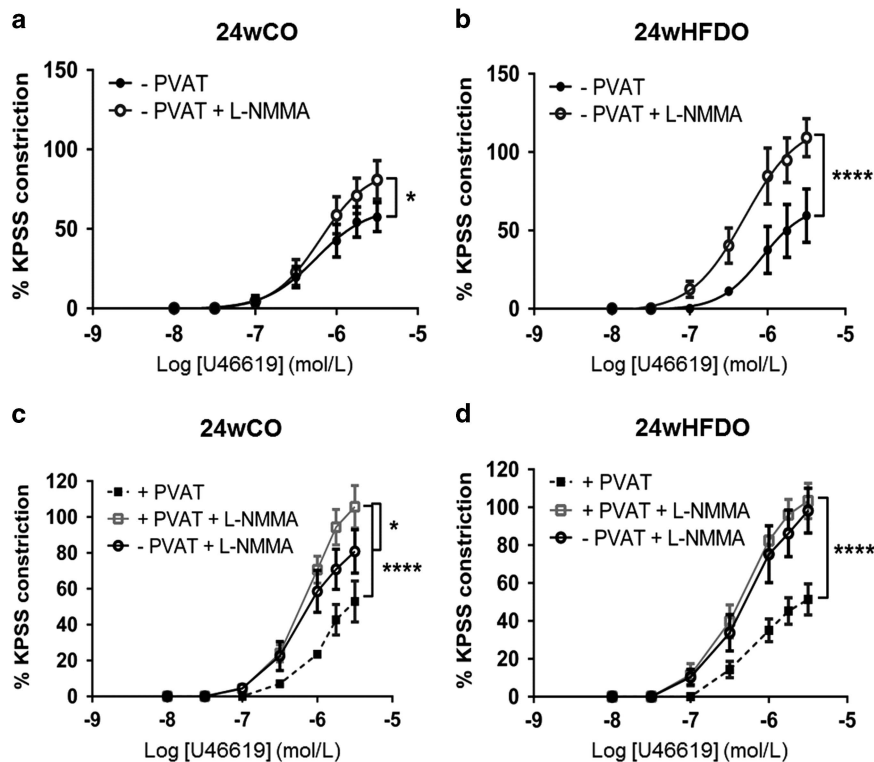 a
24wCO
- PVAT
- PVAT + L-NMMA
% KPSS constriction
150
100
50
0
-9
-8
-7
-6
-5
*
Log [U46619] (mol/L)
b
24wHFDO
- PVAT
- PVAT + L-NMMA
% KPSS constriction
150
100
50
0
-9
-8
-7
-6
-5
****
Log [U46619] (mol/L)
c
24wCO
+ PVAT
+ PVAT + L-NMMA
- PVAT + L-NMMA
% KPSS constriction
120
100
80
60
40
20
0
-9
-8
-7
-6
-5
*
****
Log [U46619] (mol/L)
d
24wHFDO
+ PVAT
+ PVAT + L-NMMA
- PVAT + L-NMMA
% KPSS constriction
120
100
80
60
40
20
0
-9
-8
-7
-6
-5
****
Log [U46619] (mol/L)